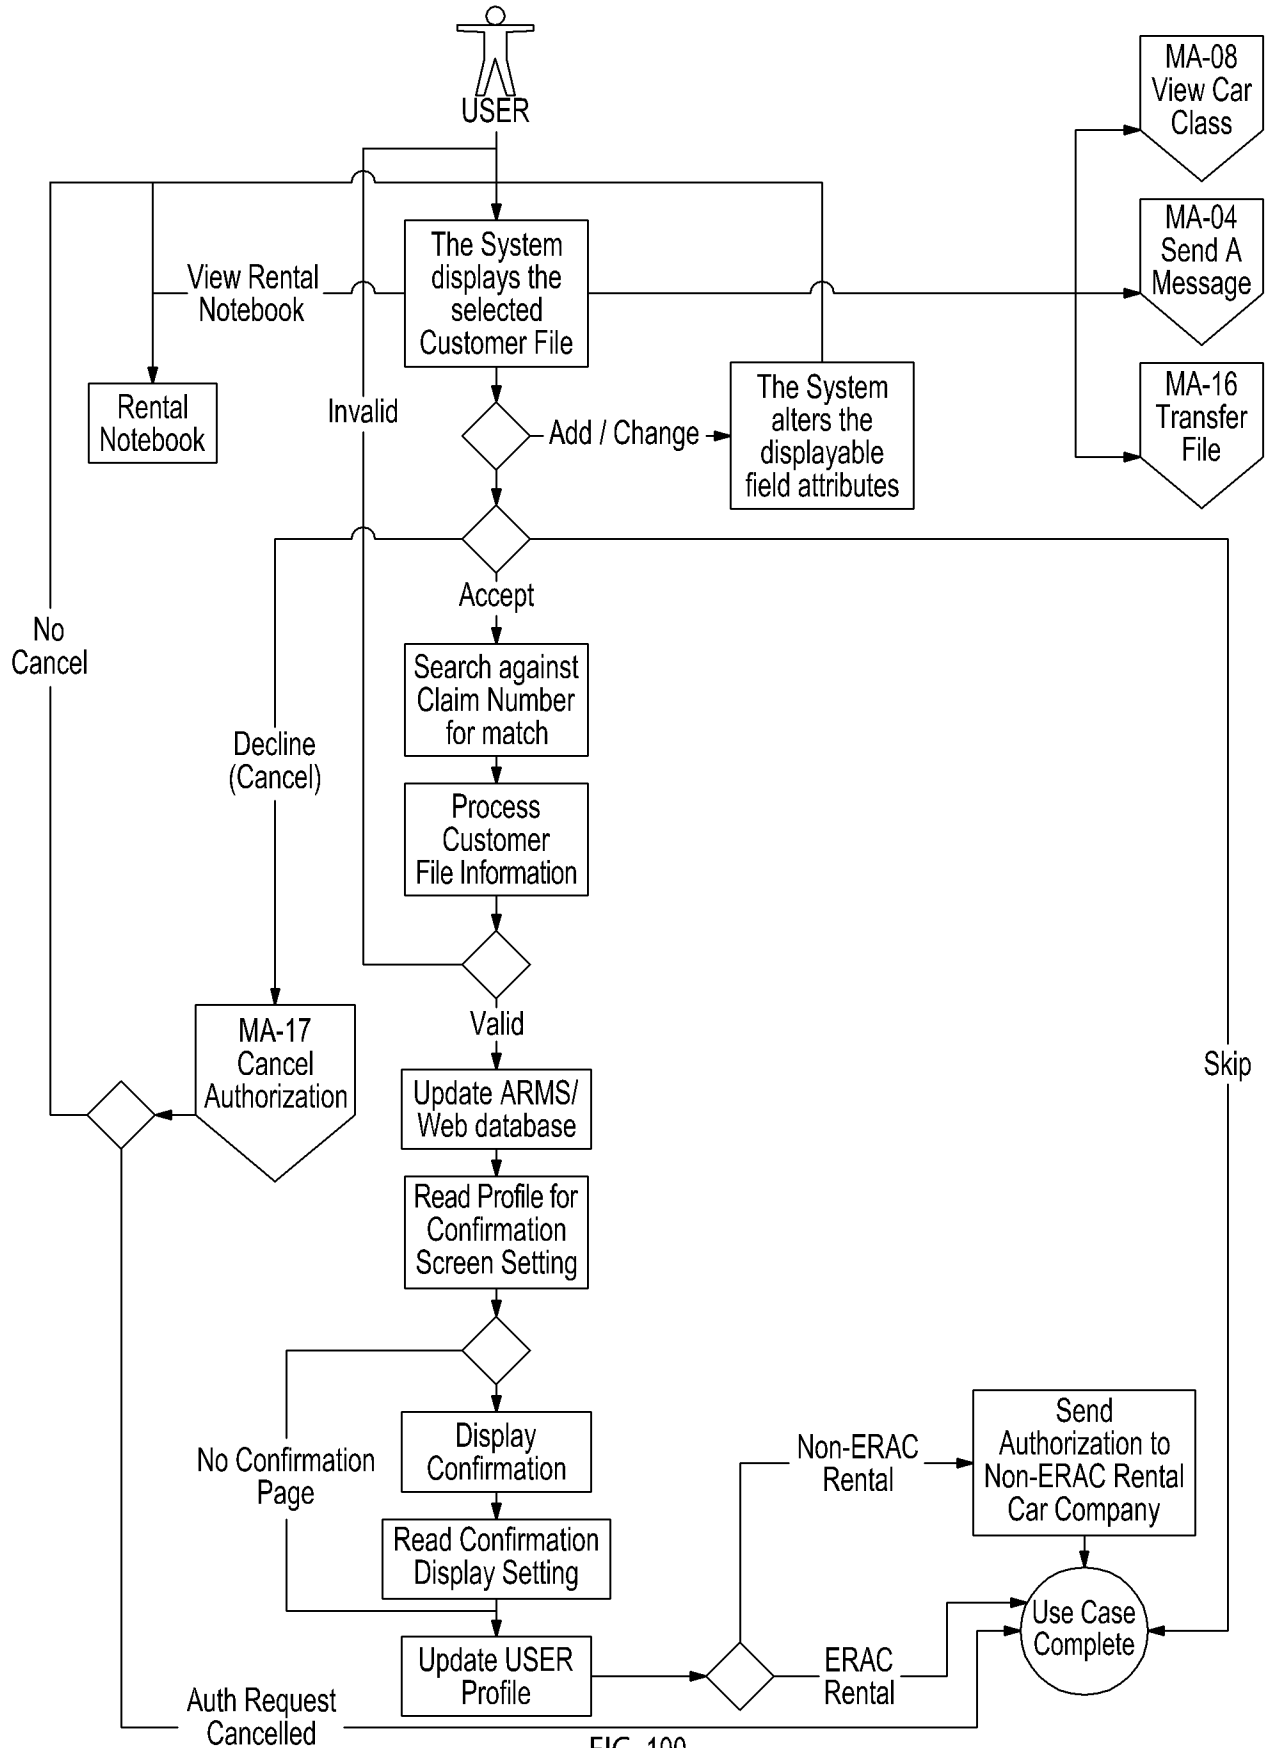 USER
MA-08
View Car
Class
MA-04
Send A
Message
MA-16
Transfer
File
The System
displays the
selected
Customer File
View Rental
Notebook
Rental
Notebook
Invalid
Add / Change
The System
alters the
displayable
field attributes
Accept
No
Cancel
Search against
Claim Number
for match
Decline
(Cancel)
Process
Customer
File Information
MA-17
Cancel
Authorization
Valid
Skip
Update ARMS/
Web database
Read Profile for
Confirmation
Screen Setting
Display
Confirmation
No Confirmation
Page
Non-ERAC
Rental
Send
Authorization to
Non-ERAC Rental
Car Company
Read Confirmation
Display Setting
Use Case
Complete
Update USER
Profile
ERAC
Rental
Auth Request
Cancelled
FIG. 100